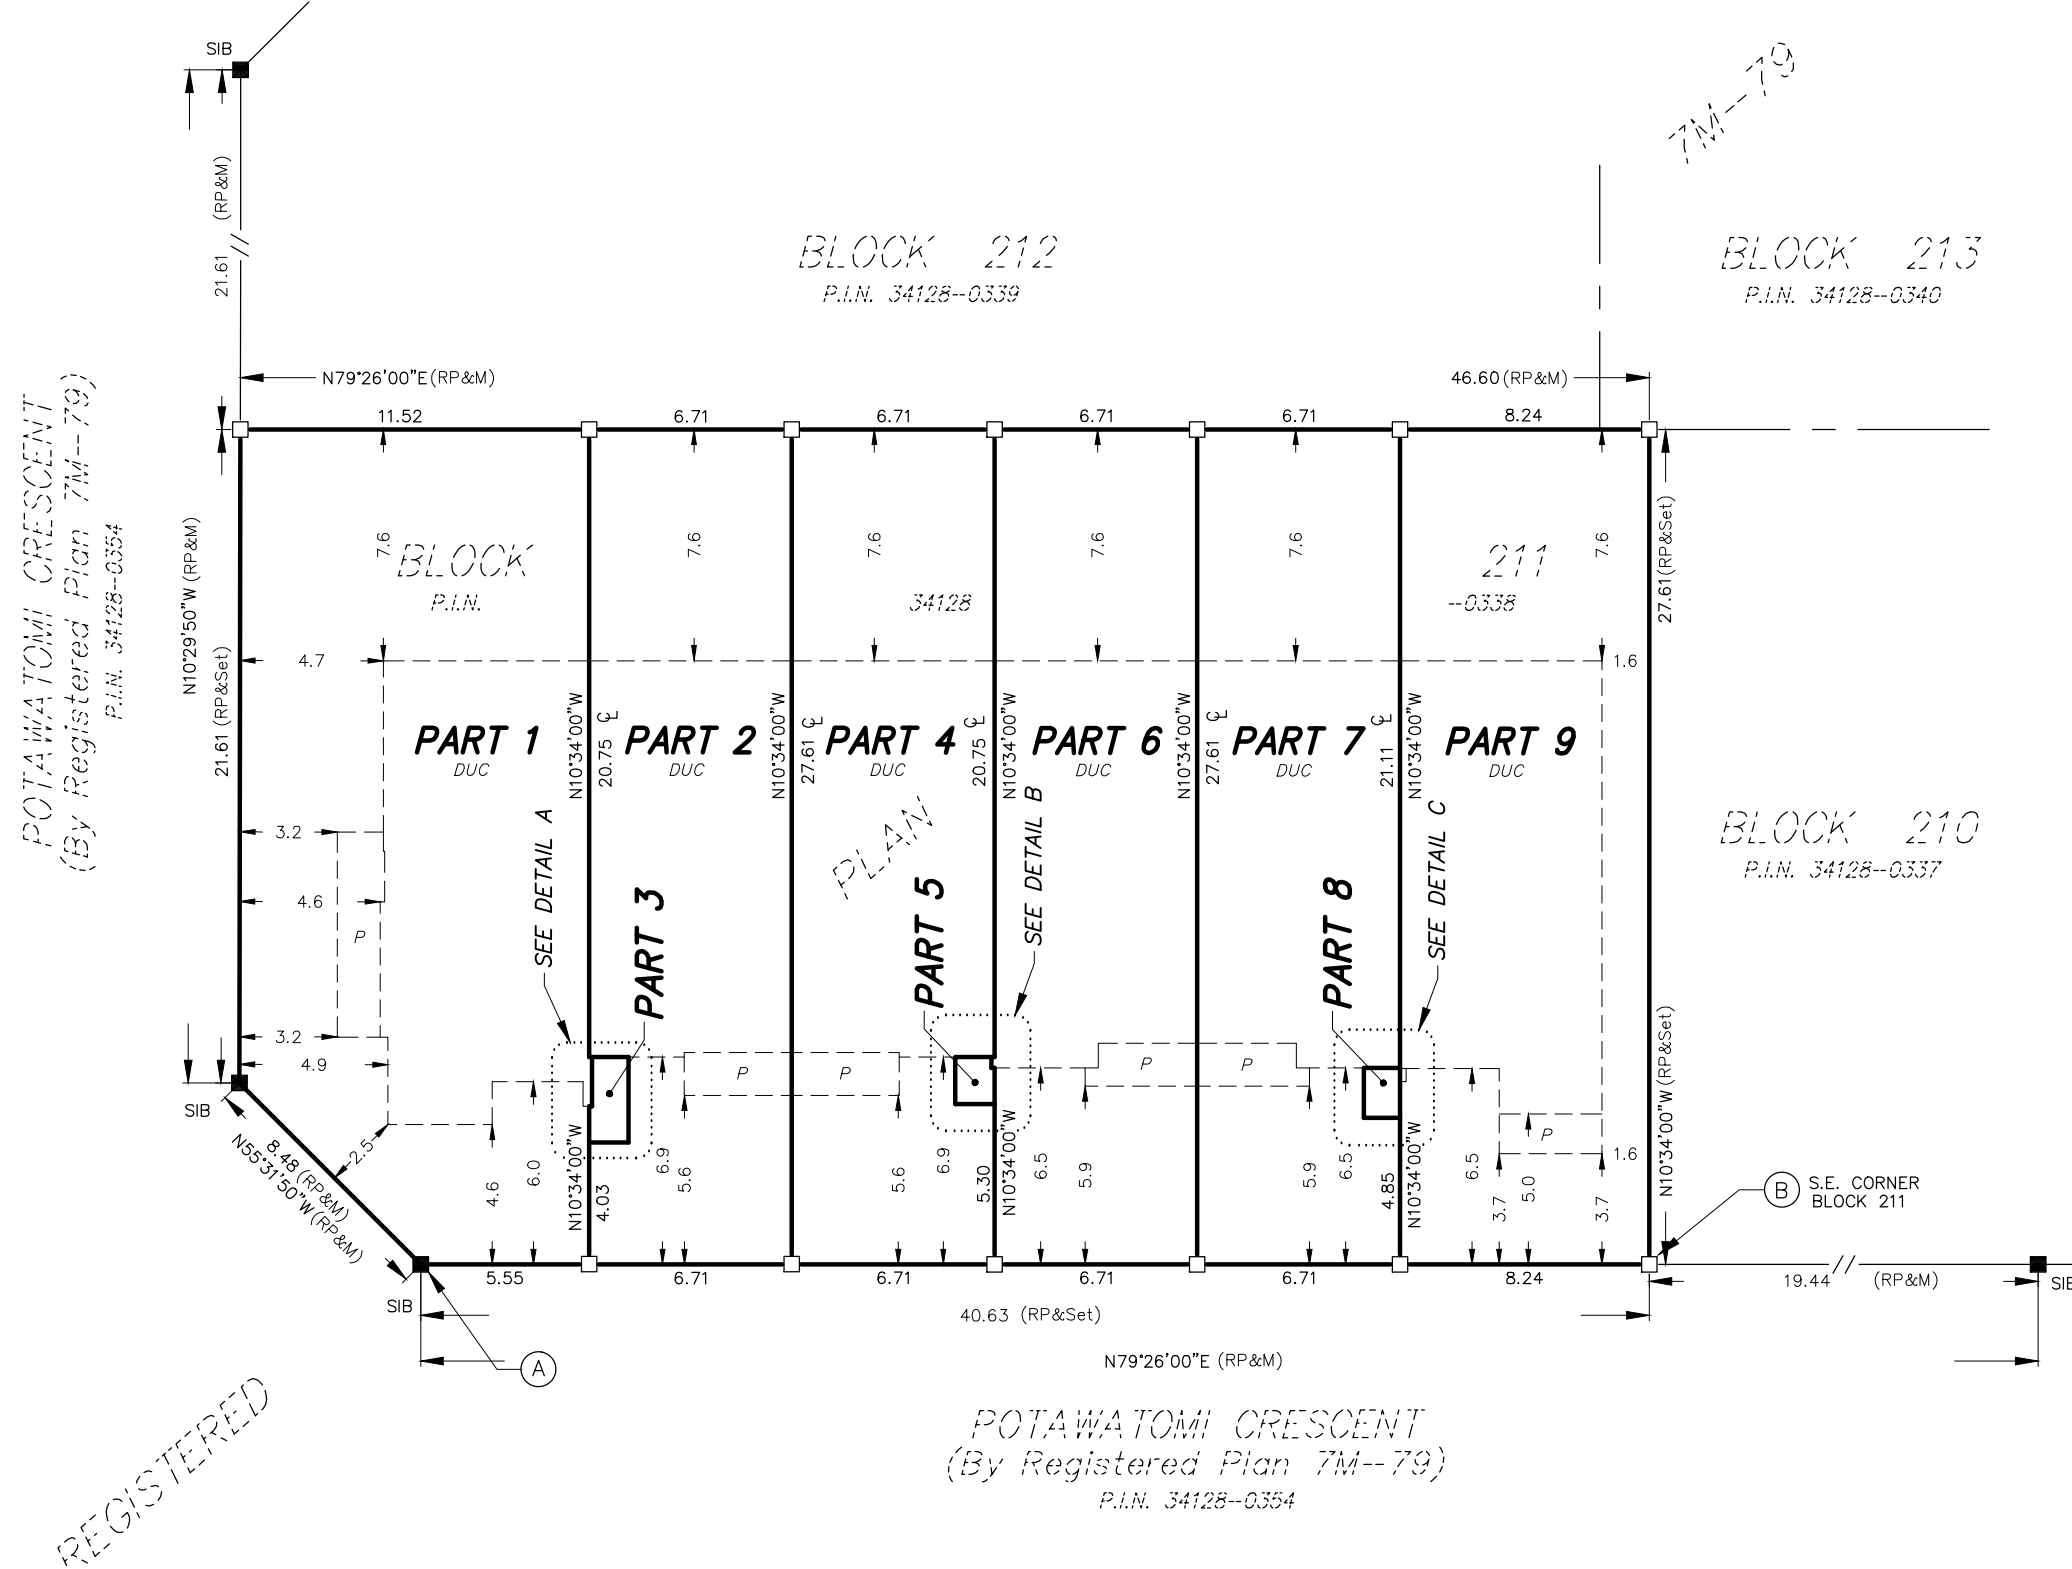 SIB
7M--79
21.61 (RP&M)
BLOCK 212
P.I.N. 34128--0339
BLOCK 213
P.I.N. 34128--0340
N79°26'00"E (RP&M)
46.60 (RP&M)
11.52
6.71
6.71
6.71
6.71
8.24
POTAWATOMI CRESCENT
(By Registered Plan 7M--79)
P.I.N. 34128--0354
N10°29'50"W (RP&M)
21.61 (RP&Set)
7.6
7.6
7.6
7.6
7.6
7.6
27.61 (RP&Set)
BLOCK
211
P.I.N.
34128
--0338
4.7
1.6
N10°34'00"W
20.75 ℄
N10°34'00"W
27.61 ℄
20.75 ℄
N10°34'00"W
N10°34'00"W
27.61 ℄
21.11 ℄
N10°34'00"W
PART 1
DUC
PART 2
DUC
PART 4
DUC
PART 6
DUC
PART 7
DUC
PART 9
DUC
PLAN
3.2
4.6
P
3.2
4.9
SEE DETAIL A
PART 3
PART 5
SEE DETAIL B
PART 8
SEE DETAIL C
BLOCK 210
P.I.N. 34128--0337
P
P
P
P
P
SIB
8.48 (RP&M)
N55°31'50"W (RP&M)
2.5
4.6
6.0
N10°34'00"W
4.03
6.9
5.6
5.6
6.9
5.30
N10°34'00"W
6.5
5.9
5.9
6.5
4.85
N10°34'00"W
6.5
3.7
5.0
3.7
1.6
N10°34'00"W (RP&Set)
B
S.E. CORNER
BLOCK 211
SIB
5.55
6.71
6.71
6.71
6.71
8.24
19.44 (RP&M)
SIB
40.63 (RP&Set)
A
N79°26'00"E (RP&M)
POTAWATOMI CRESCENT
(By Registered Plan 7M--79)
P.I.N. 34128--0354
REGISTERED